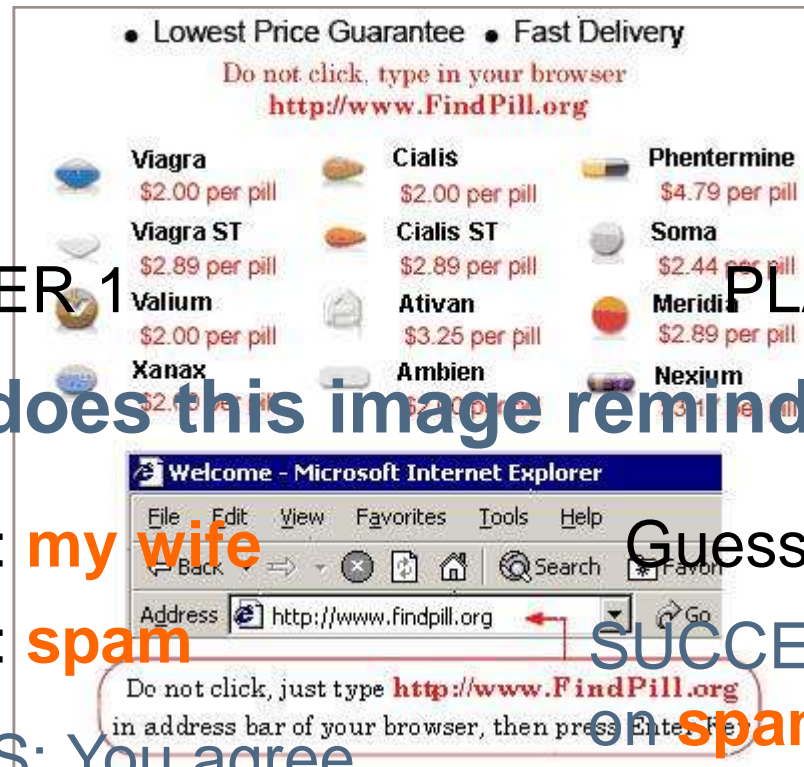 • Lowest Price Guarantee • Fast Delivery
Do not click, type in your browser
http://www.FindPill.org
Viagra Cialis Phentermine
$2.00 per pill $2.00 per pill $4.79 per pill
Viagra ST Cialis ST Soma
$2.89 per pill $2.89 per pill $2.44 per pill
ER 1 PLA
Valium Ativan Meridia
$2.00 per pill $3.25 per pill $2.89 per pill
Xanax Ambien Nexium
does this image remind
Welcome - Microsoft Internet Explorer
File Edit View Favorites Tools Help
: my wife Guess
Back Search Favori
Address http://www.findpill.org Go
: spam SUCCE
Do not click, just type http://www.FindPill.org
in address bar of your browser, then press Enter Key
on spam
S: You agree